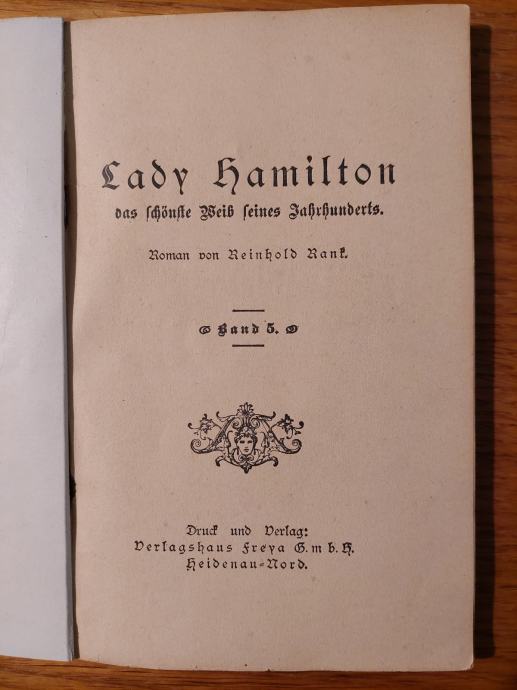 Lady Hamilton
das schönste Weib seines Jahrhunderts.
Roman von Reinhold Rank.
Band 5.
Druck und Verlag:
Verlagshaus Freya G. m b. H.
Heidenau-Nord.